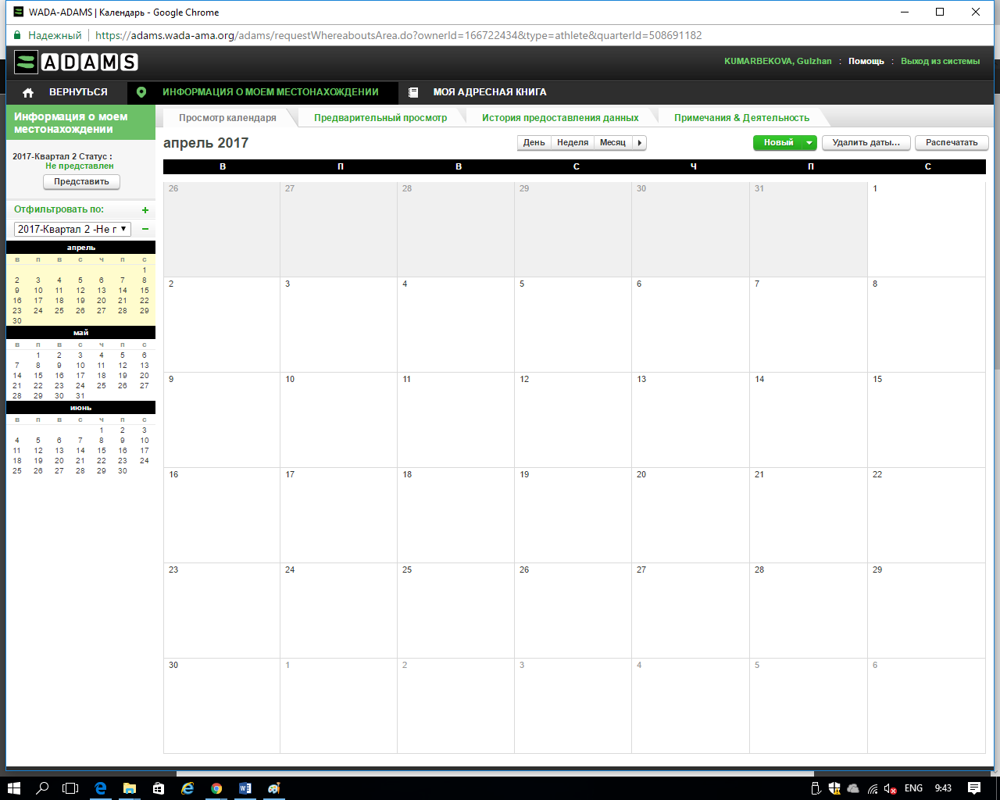 WADA-ADAMS | Календарь - Google Chrome
Надежный https://adams.wada-ama.org/adams/requestWhereaboutsArea.do?ownerId=166722434&type=athlete&quarterId=508691182
ADAMS
KUMARBEKOVA, Gulzhan : Помощь : Выход из системы
ВЕРНУТЬСЯ ИНФОРМАЦИЯ О МОЕМ МЕСТОНАХОЖДЕНИИ МОЯ АДРЕСНАЯ КНИГА
Информация о моем
местонахождении
2017-Квартал 2 Статус :
Не представлен
Представить
Отфильтровать по: +
2017-Квартал 2 -Не г −
апрель
в п в с ч п с
1
2 3 4 5 6 7 8
9 10 11 12 13 14 15
16 17 18 19 20 21 22
23 24 25 26 27 28 29
30
май
в п в с ч п с
1 2 3 4 5 6
7 8 9 10 11 12 13
14 15 16 17 18 19 20
21 22 23 24 25 26 27
28 29 30 31
июнь
в п в с ч п с
1 2 3
4 5 6 7 8 9 10
11 12 13 14 15 16 17
18 19 20 21 22 23 24
25 26 27 28 29 30
Просмотр календаря Предварительный просмотр История предоставления данных Примечания & Деятельность
апрель 2017 День Неделя Месяц Новый Удалить даты... Распечатать
В П В С Ч П С
26 27 28 29 30 31 1
2 3 4 5 6 7 8
9 10 11 12 13 14 15
16 17 18 19 20 21 22
23 24 25 26 27 28 29
30 1 2 3 4 5 6
ENG 9:43